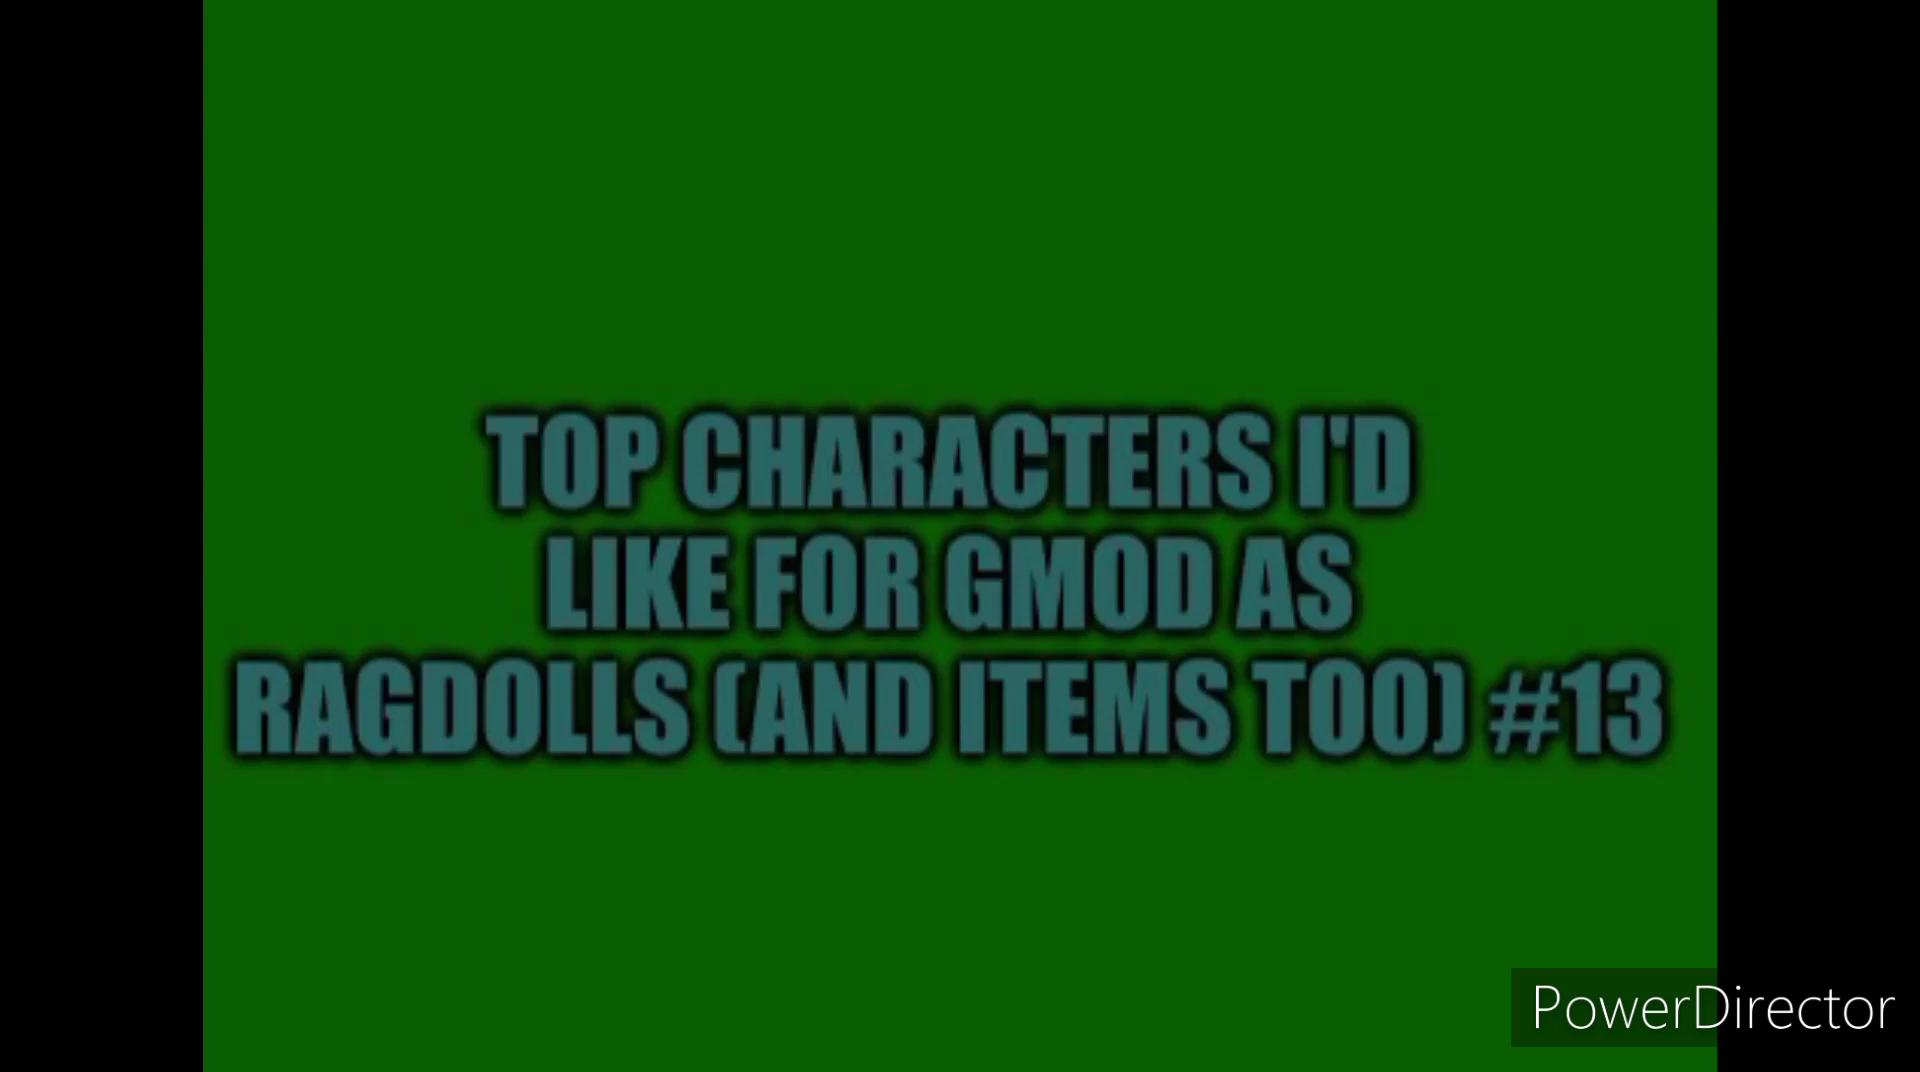 TOP CHARACTERS I'D
LIKE FOR GMOD AS
RAGDOLLS (AND ITEMS TOO) #13
PowerDirector